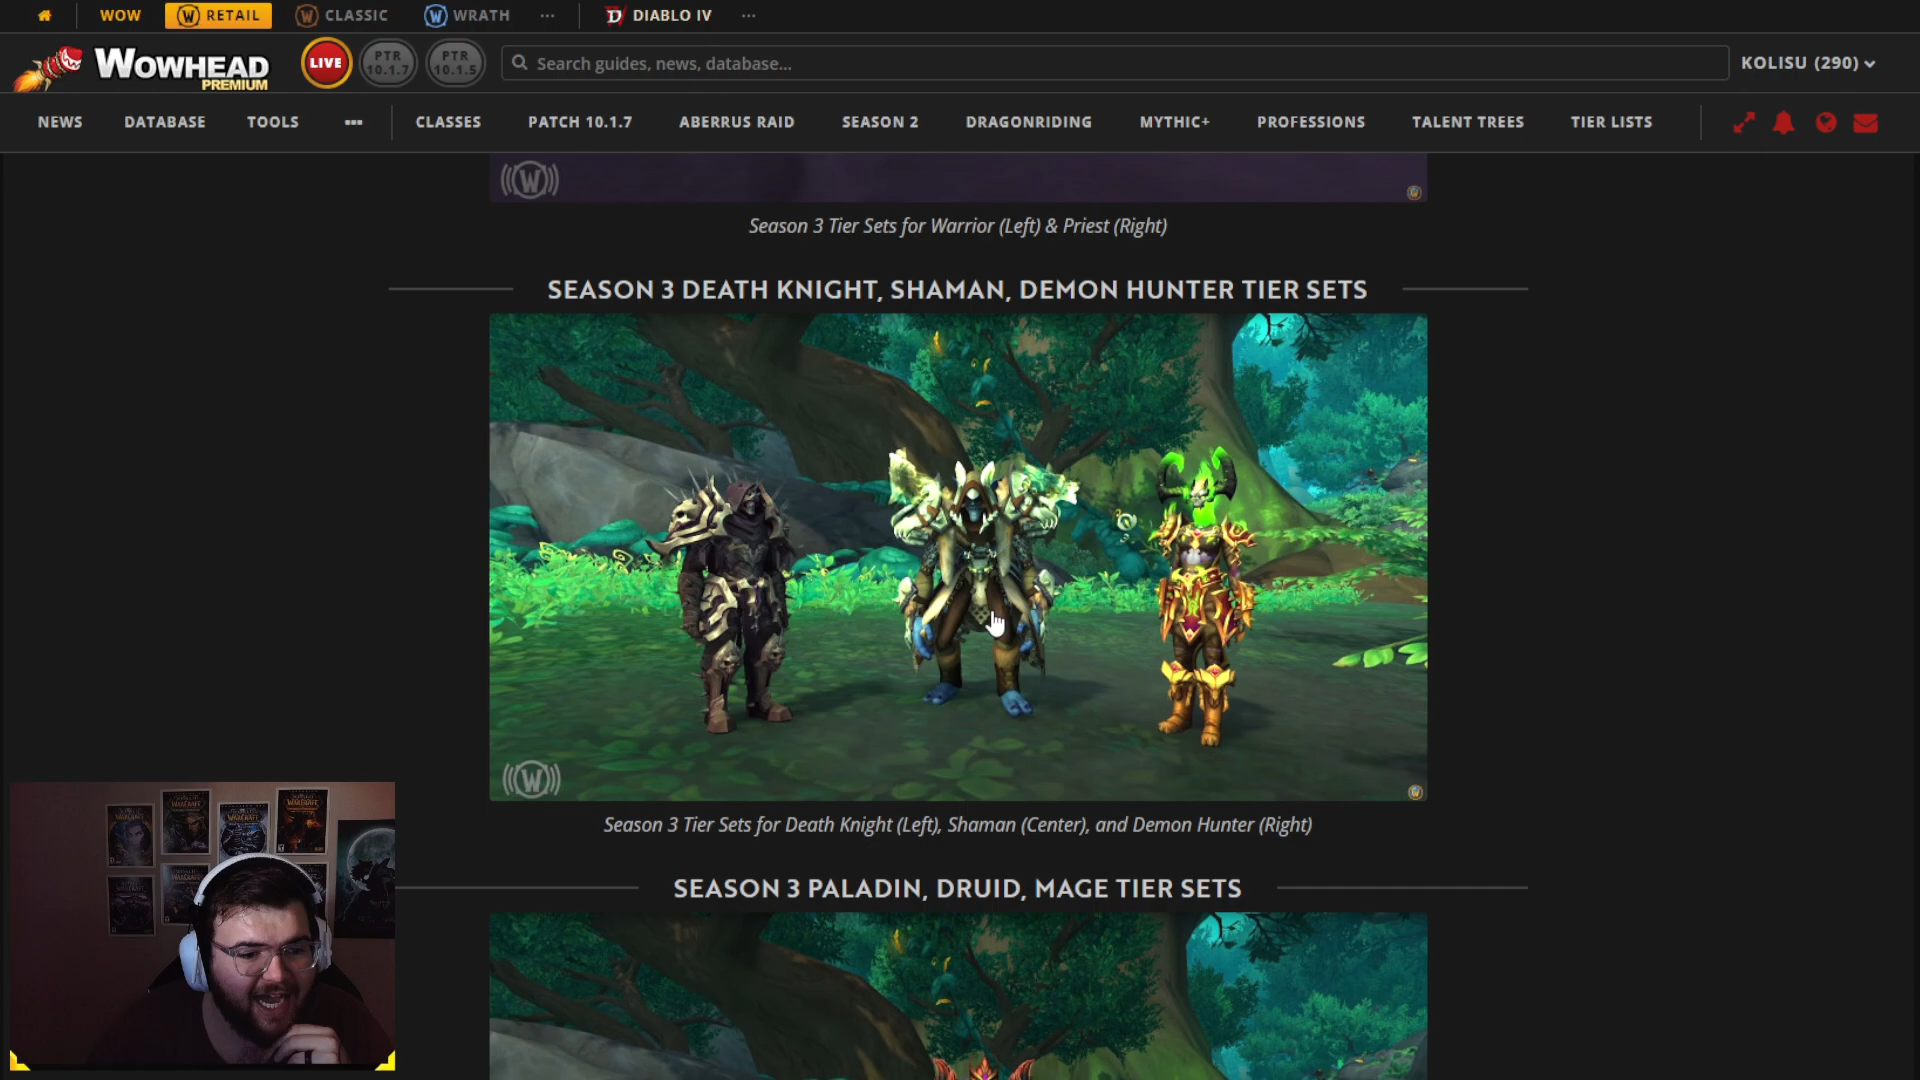 WOW
RETAIL
CLASSIC
WRATH
DIABLO IV
WOWHEAD
PREMIUM
LIVE
PTR
10.1.7
PTR
10.1.5
Search guides, news, database...
KOLISU (290)
NEWS
DATABASE
TOOLS
CLASSES
PATCH 10.1.7
ABERRUS RAID
SEASON 2
DRAGONRIDING
MYTHIC+
PROFESSIONS
TALENT TREES
TIER LISTS
Season 3 Tier Sets for Warrior (Left) & Priest (Right)
SEASON 3 DEATH KNIGHT, SHAMAN, DEMON HUNTER TIER SETS
Season 3 Tier Sets for Death Knight (Left), Shaman (Center), and Demon Hunter (Right)
SEASON 3 PALADIN, DRUID, MAGE TIER SETS